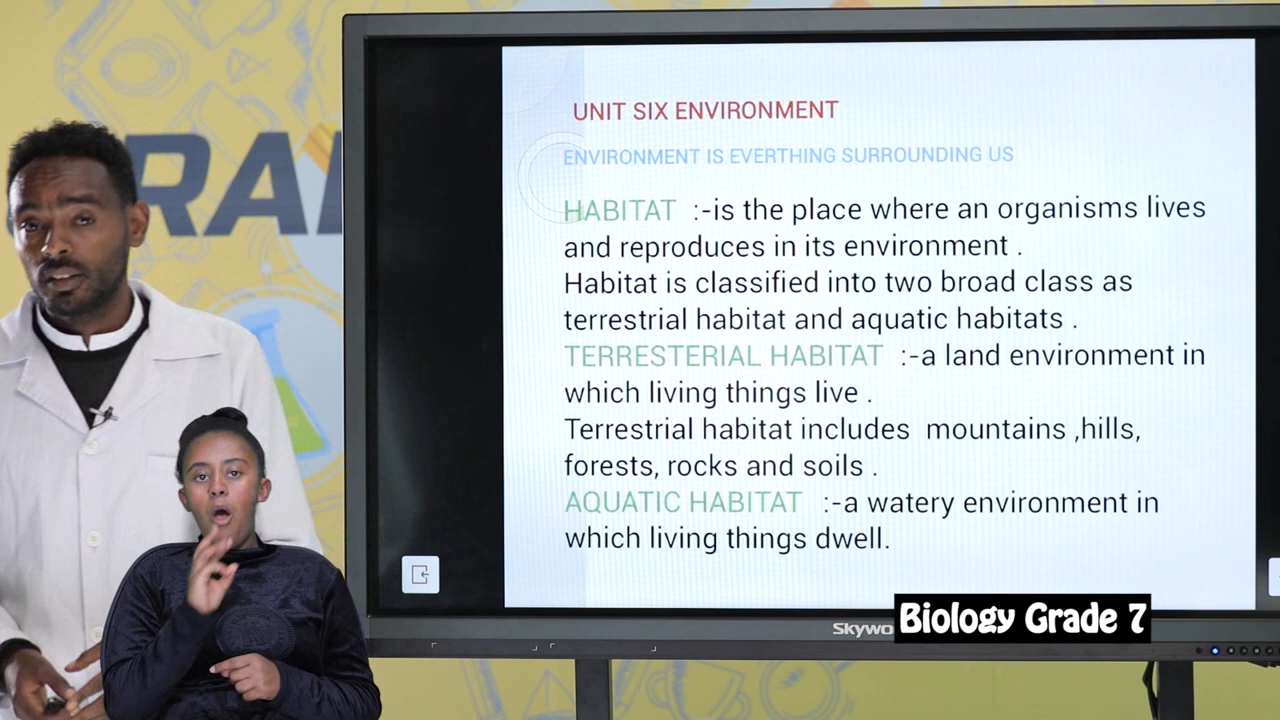 UNIT SIX ENVIRONMENT
ENVIRONMENT IS EVERTHING SURROUNDING US
HABITAT :-is the place where an organisms lives
and reproduces in its environment .
Habitat is classified into two broad class as
terrestrial habitat and aquatic habitats .
TERRESTERIAL HABITAT :-a land environment in
which living things live .
Terrestrial habitat includes mountains ,hills,
forests, rocks and soils .
AQUATIC HABITAT :-a watery environment in
which living things dwell.
Biology Grade 7